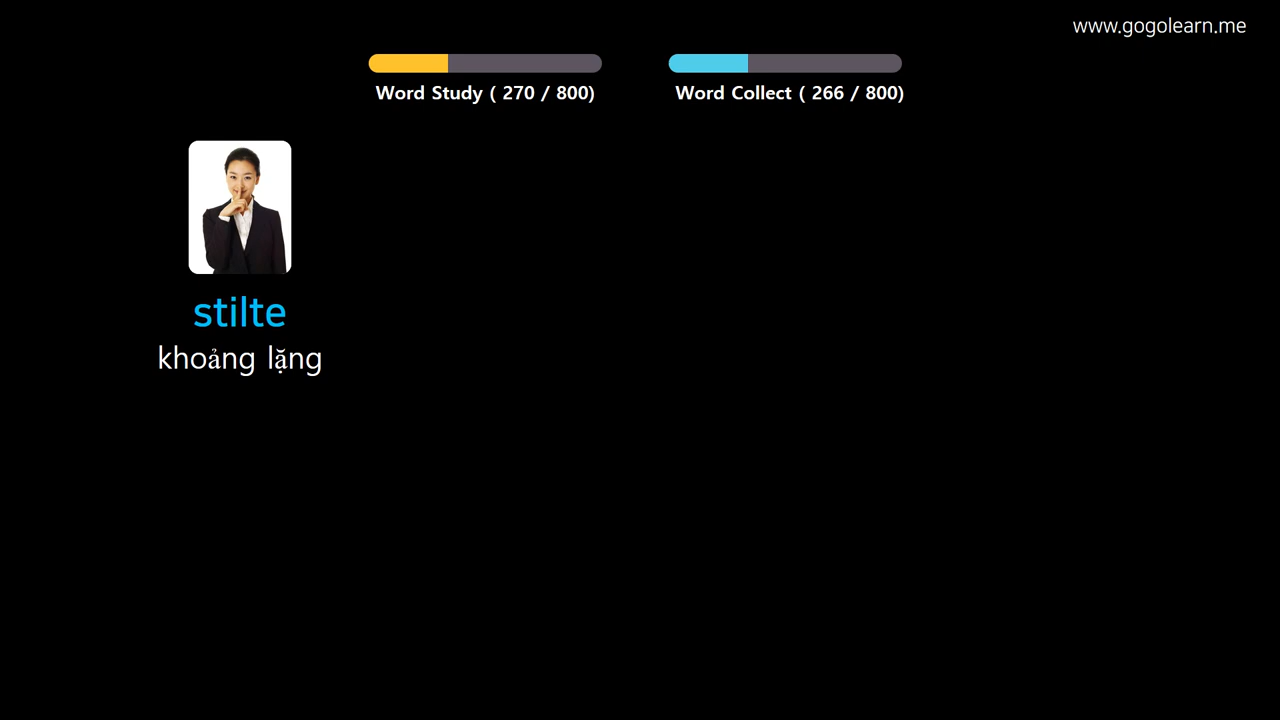 www.gogolearn.me
Word Study ( 270 / 800)
Word Collect ( 266 / 800)
stilte
khoảng lặng